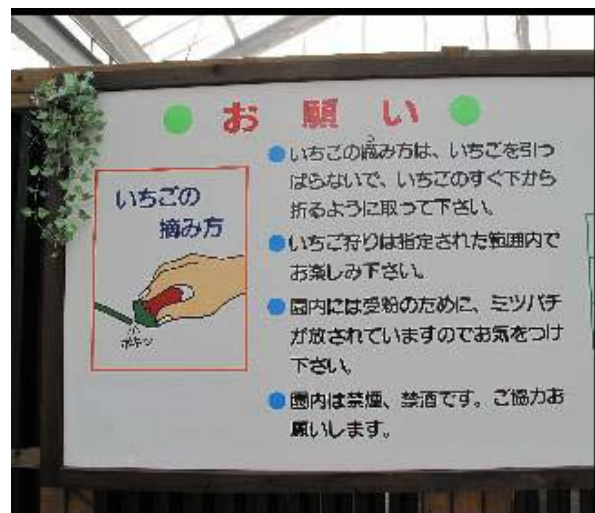 お願い
いちごの
摘み方
ポキッ
いちごの摘み方は、いちごを引っ
ぱらないで、いちごのすぐ下から
折るように取って下さい。
いちご狩りは指定された範囲内で
お楽しみ下さい。
園内には受粉のために、ミツバチ
が放されていますのでお気をつけ
下さい。
園内は禁煙、禁酒です。ご協力お
願いします。